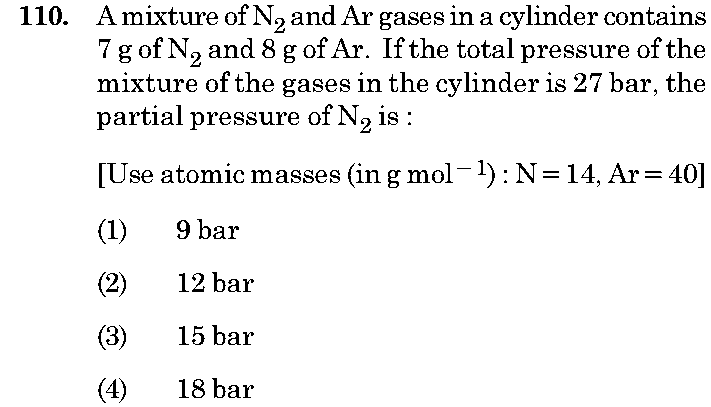 110. A mixture of N₂ and Ar gases in a cylinder contains
7 g of N₂ and 8 g of Ar. If the total pressure of the
mixture of the gases in the cylinder is 27 bar, the
partial pressure of N₂ is :
[Use atomic masses (in g mol⁻¹) : N = 14, Ar = 40]
(1) 9 bar
(2) 12 bar
(3) 15 bar
(4) 18 bar